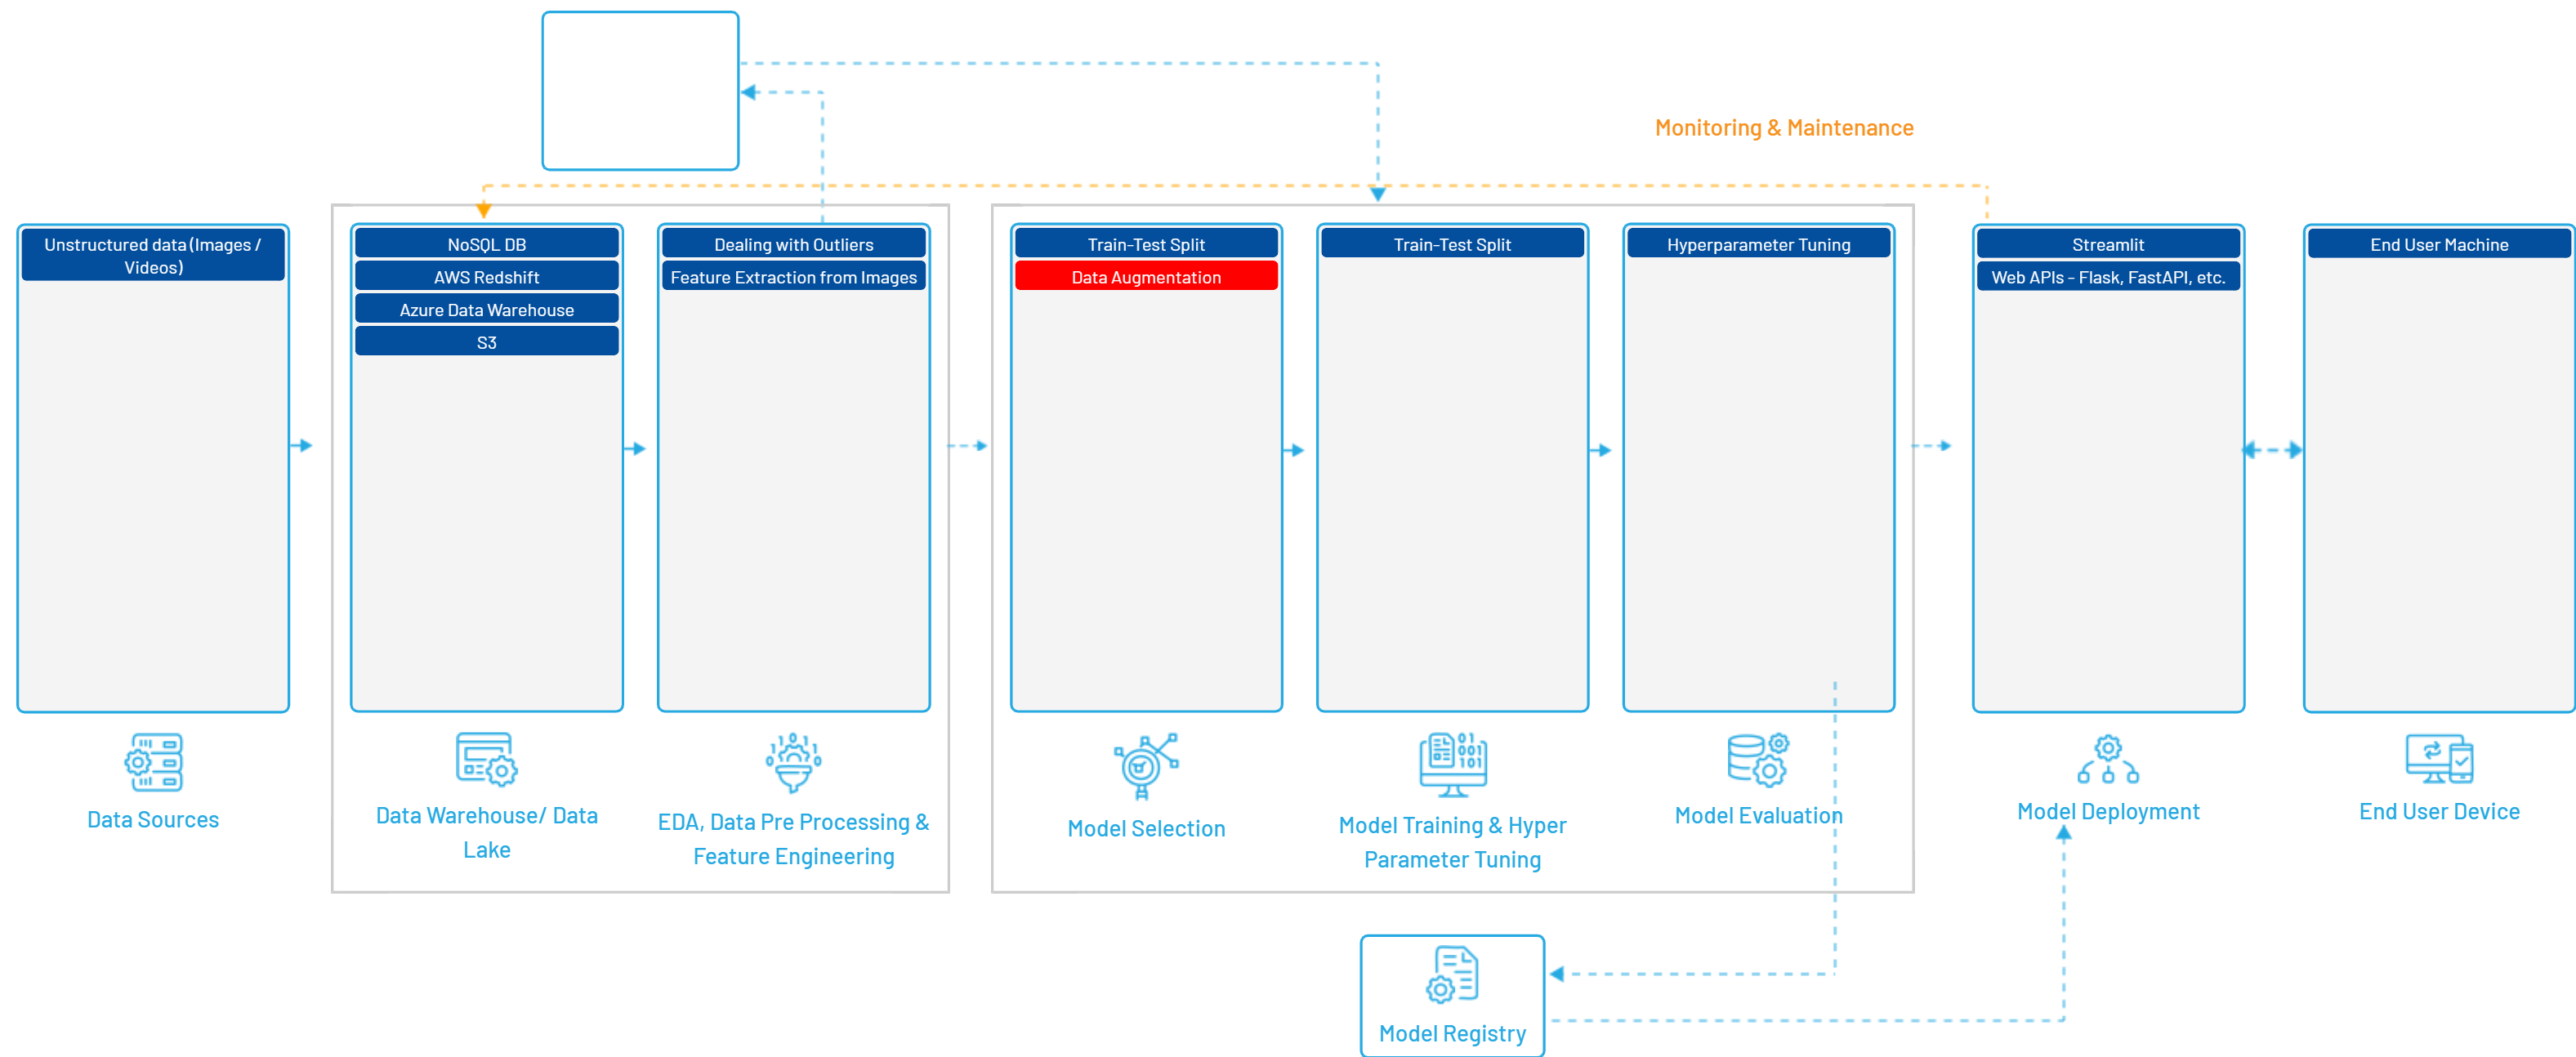 Monitoring & Maintenance
Unstructured data (Images /
Videos)
Data Sources
NoSQL DB
AWS Redshift
Azure Data Warehouse
S3
Data Warehouse/ Data
Lake
Dealing with Outliers
Feature Extraction from Images
EDA, Data Pre Processing &
Feature Engineering
Train-Test Split
Data Augmentation
Model Selection
Train-Test Split
Model Training & Hyper
Parameter Tuning
Hyperparameter Tuning
Model Evaluation
Streamlit
Web APIs - Flask, FastAPI, etc.
Model Deployment
End User Machine
End User Device
Model Registry